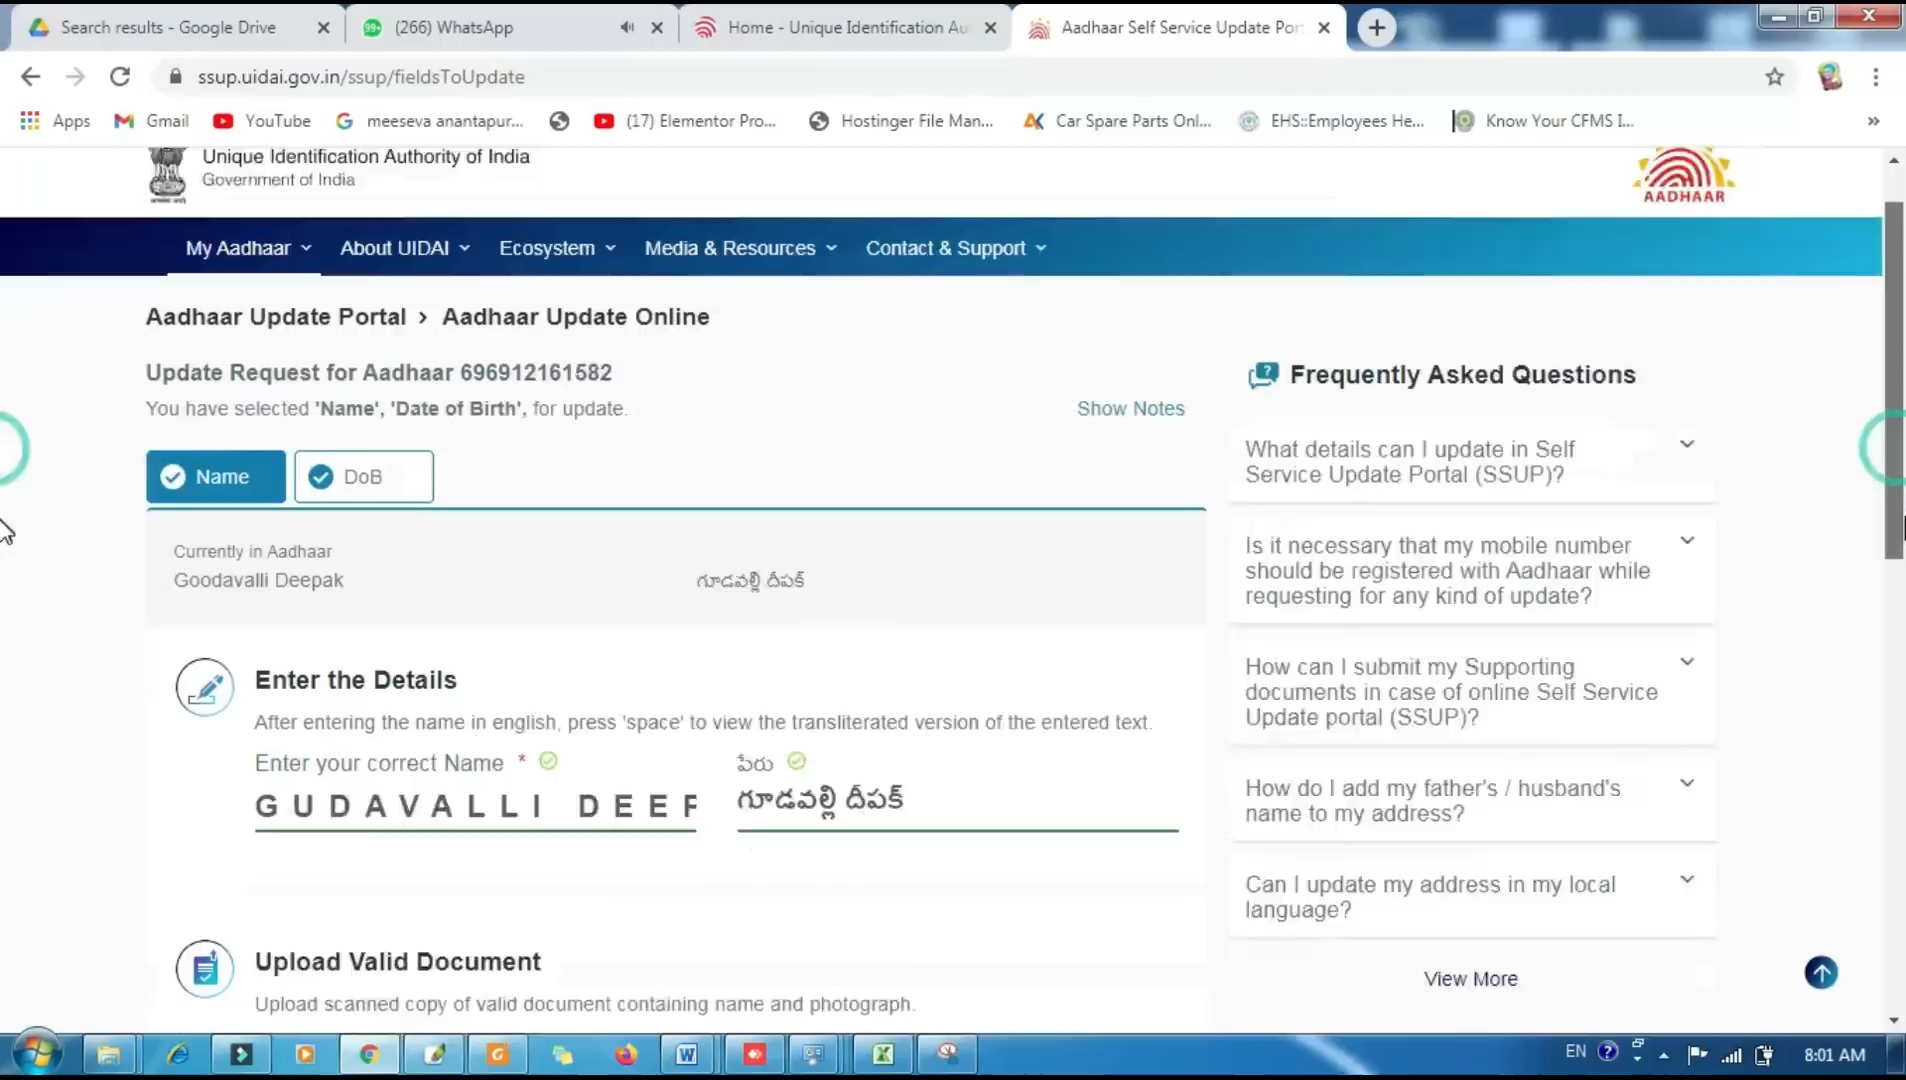 Search results - Google Drive
(266) WhatsApp
Home - Unique Identification Au
Aadhaar Self Service Update Por
ssup.uidai.gov.in/ssup/fieldsToUpdate
Apps
Gmail
YouTube
meeseva anantapur...
(17) Elementor Pro...
Hostinger File Man...
Car Spare Parts Onl...
EHS::Employees He...
Know Your CFMS I...
Unique Identification Authority of India
Government of India
AADHAAR
My Aadhaar
About UIDAI
Ecosystem
Media & Resources
Contact & Support
Aadhaar Update Portal › Aadhaar Update Online
Update Request for Aadhaar 696912161582
You have selected 'Name', 'Date of Birth', for update.
Show Notes
Name
DoB
Currently in Aadhaar
Goodavalli Deepak
గూడవల్లి దీపక్
Enter the Details
After entering the name in english, press 'space' to view the transliterated version of the entered text.
Enter your correct Name *
పేరు
GUDAVALLI DEEP
గూడవల్లి దీపక్
Upload Valid Document
Upload scanned copy of valid document containing name and photograph.
Frequently Asked Questions
What details can I update in Self
Service Update Portal (SSUP)?
Is it necessary that my mobile number
should be registered with Aadhaar while
requesting for any kind of update?
How can I submit my Supporting
documents in case of online Self Service
Update portal (SSUP)?
How do I add my father's / husband's
name to my address?
Can I update my address in my local
language?
View More
EN
8:01 AM